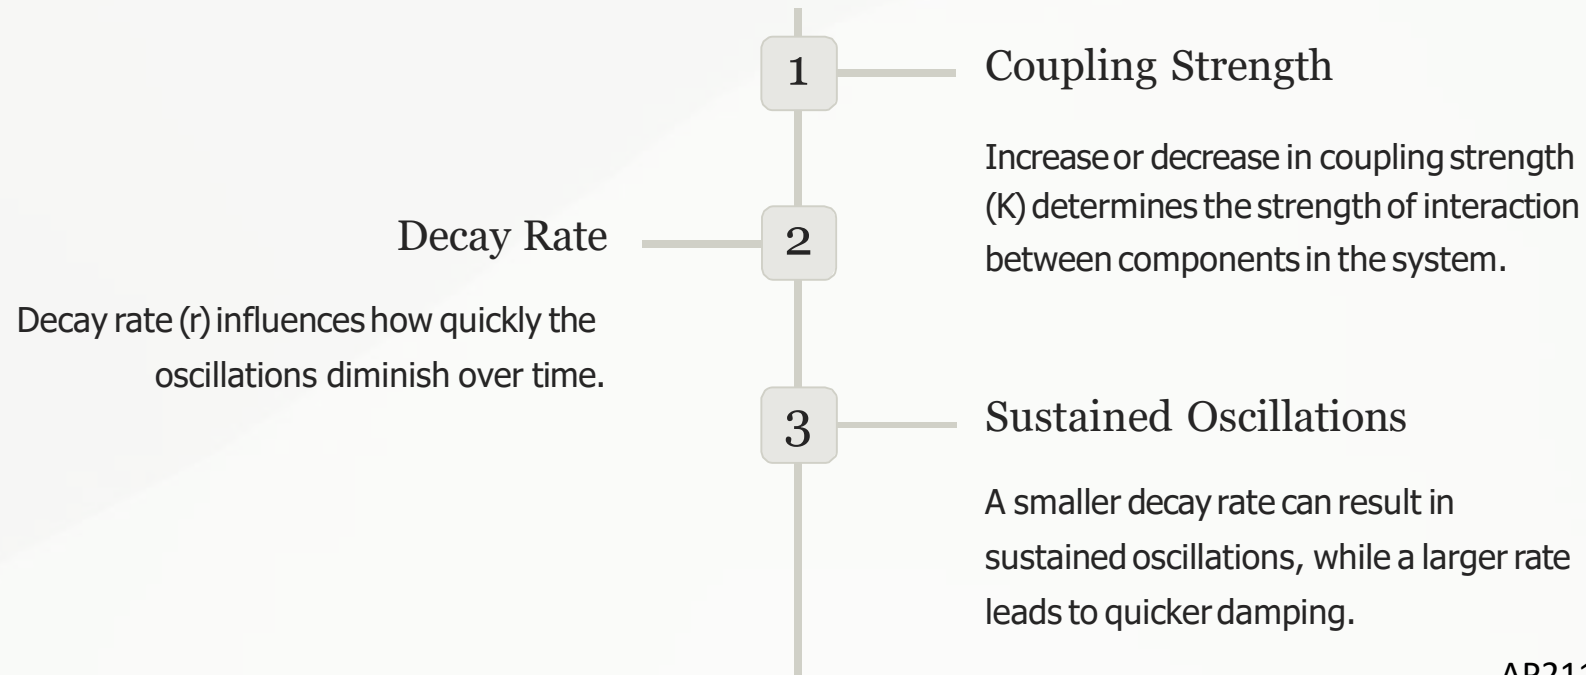 1
Coupling Strength
Increase or decrease in coupling strength
(K) determines the strength of interaction
between components in the system.
2
Decay Rate
Decay rate (r) influences how quickly the
oscillations diminish over time.
3
Sustained Oscillations
A smaller decay rate can result in
sustained oscillations, while a larger rate
leads to quicker damping.